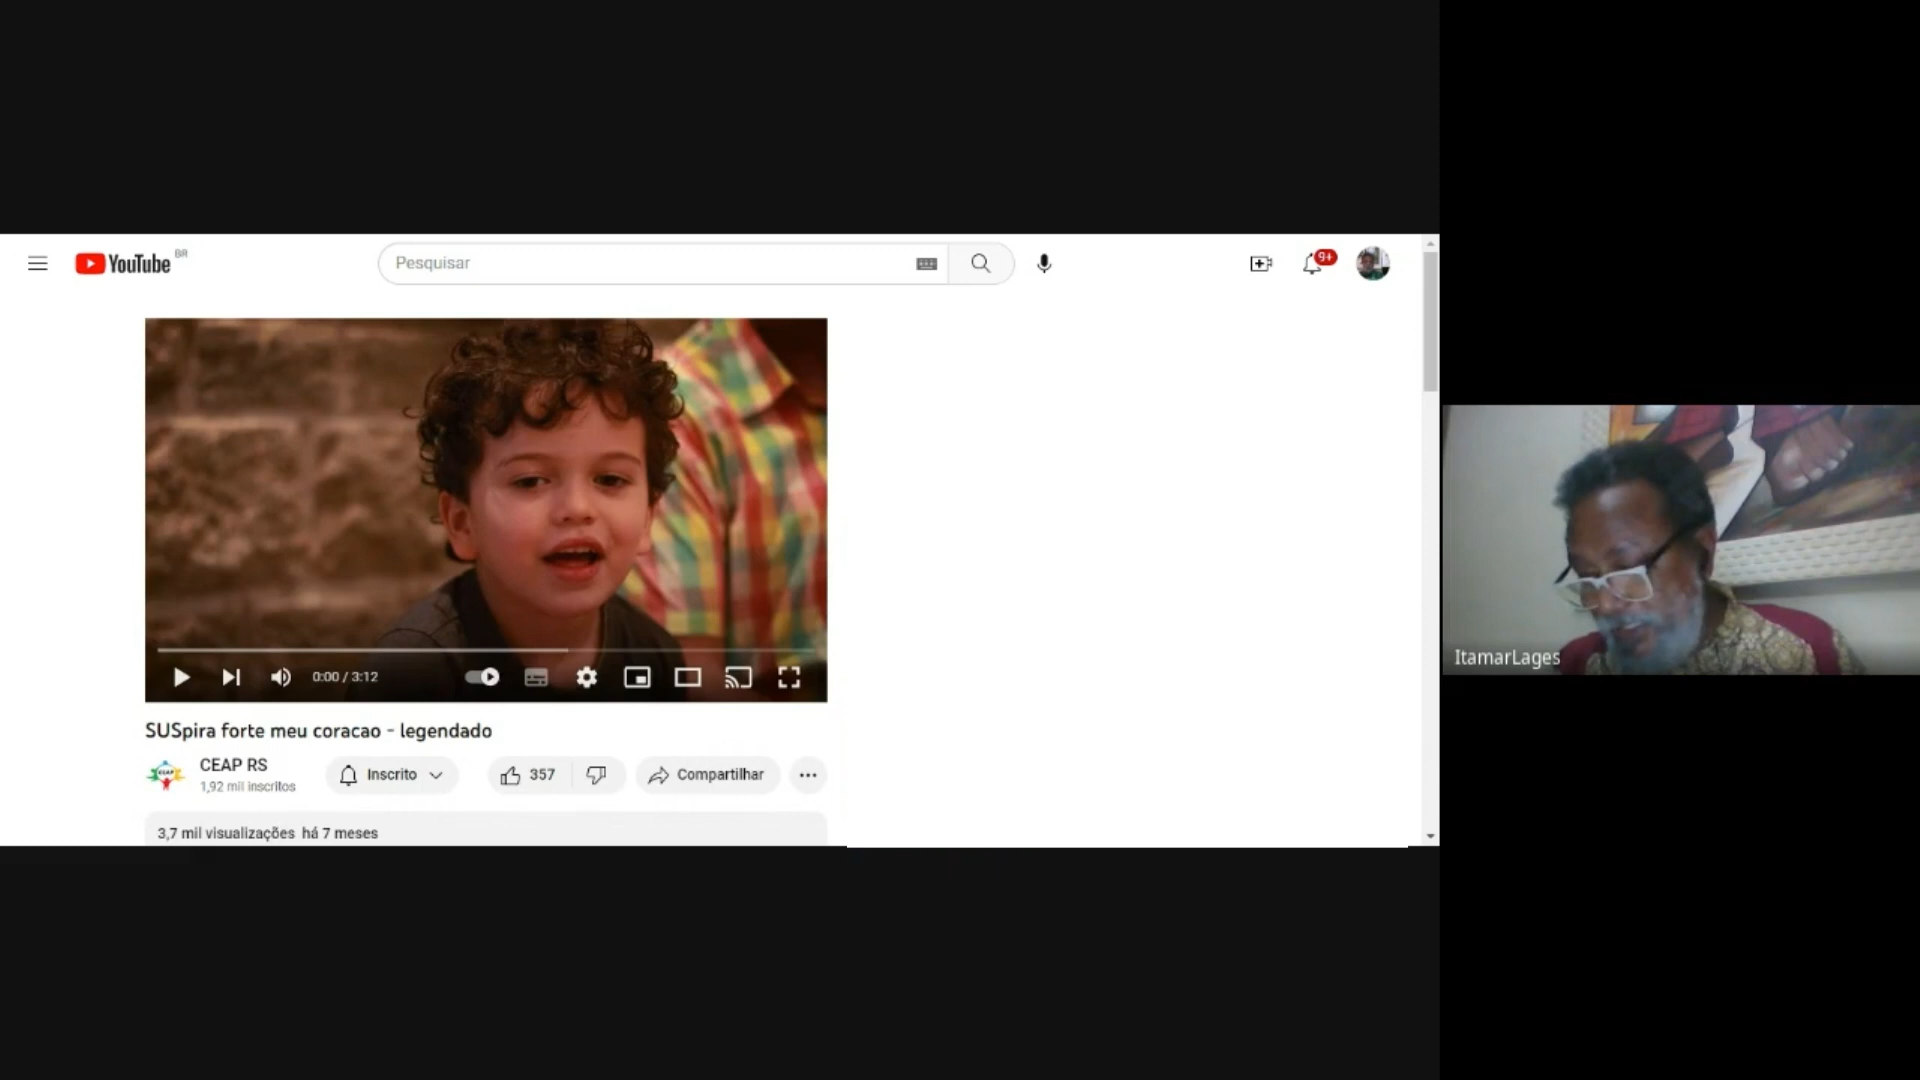 YouTube BR
Pesquisar
9+
0:00 / 3:12
SUSpira forte meu coracao - legendado
CEAP RS
1,92 mil inscritos
Inscrito
357
Compartilhar
3,7 mil visualizações há 7 meses
ItamarLages